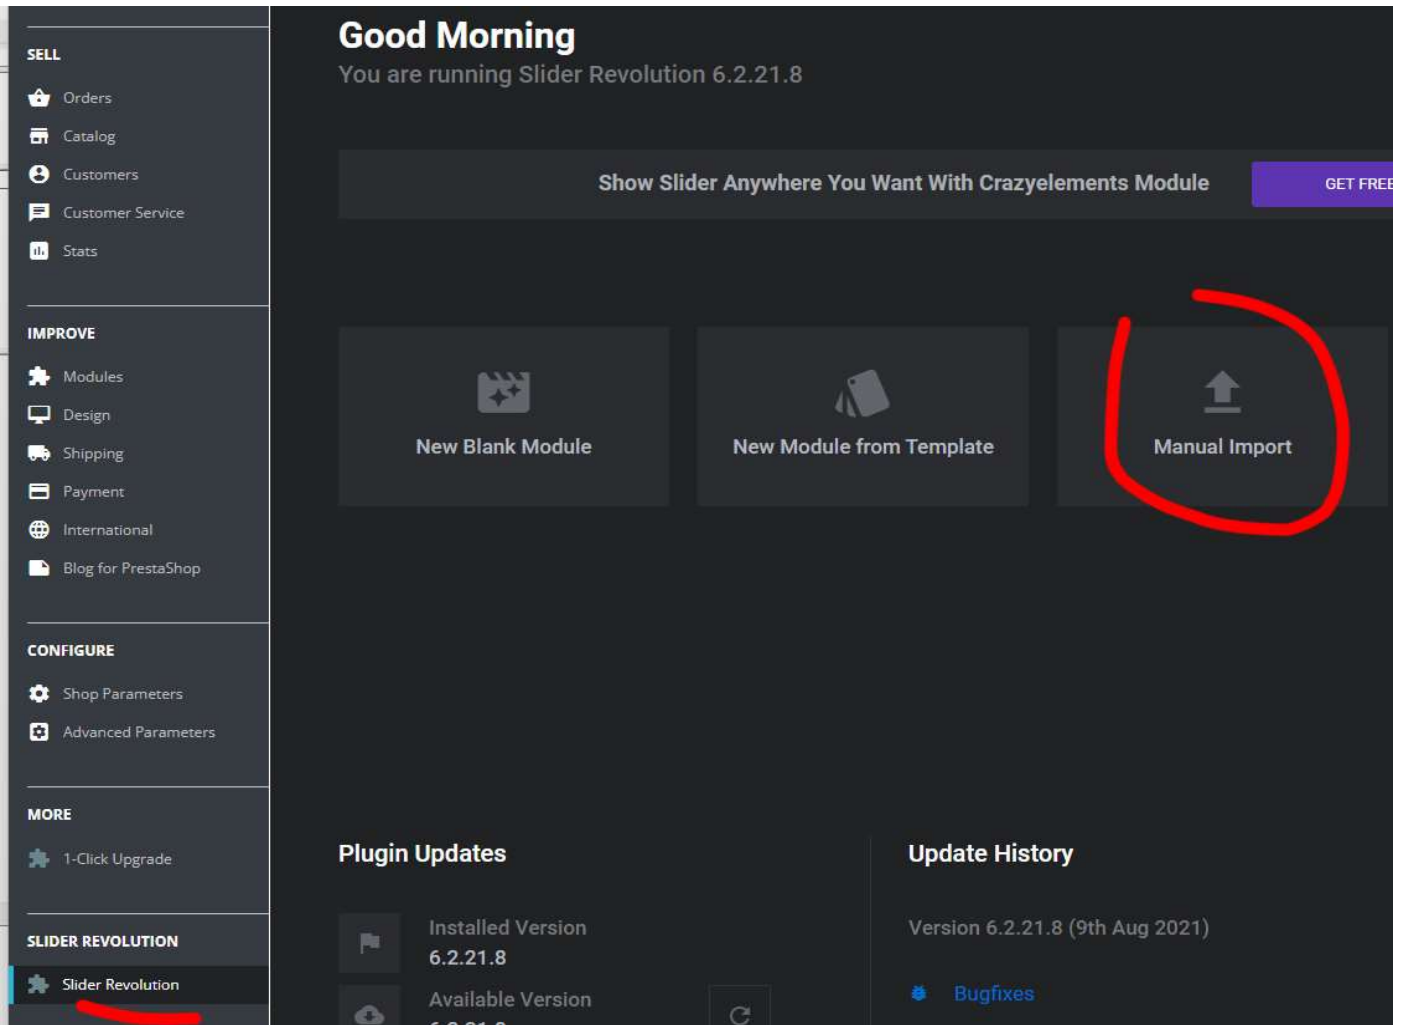 SELL
Orders
Catalog
Customers
Customer Service
Stats
IMPROVE
Modules
Design
Shipping
Payment
International
Blog for PrestaShop
CONFIGURE
Shop Parameters
Advanced Parameters
MORE
1-Click Upgrade
SLIDER REVOLUTION
Slider Revolution
Good Morning
You are running Slider Revolution 6.2.21.8
Show Slider Anywhere You Want With Crazyelements Module
GET FREE
New Blank Module
New Module from Template
Manual Import
Plugin Updates
Installed Version
6.2.21.8
Available Version
Update History
Version 6.2.21.8 (9th Aug 2021)
Bugfixes